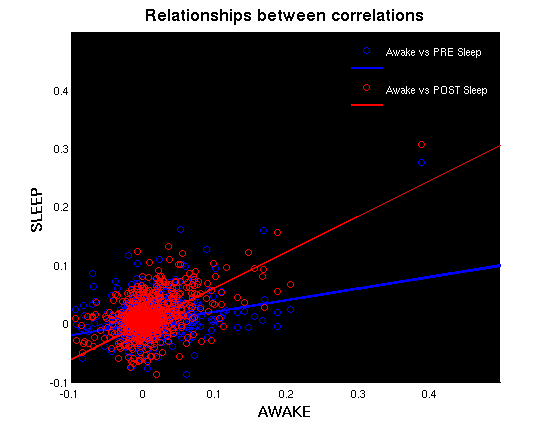 Relationships between correlations
Awake vs PRE Sleep
Awake vs POST Sleep
SLEEP
0.4
0.3
0.2
0.1
0
-0.1
-0.1
0
0.1
0.2
0.3
0.4
AWAKE